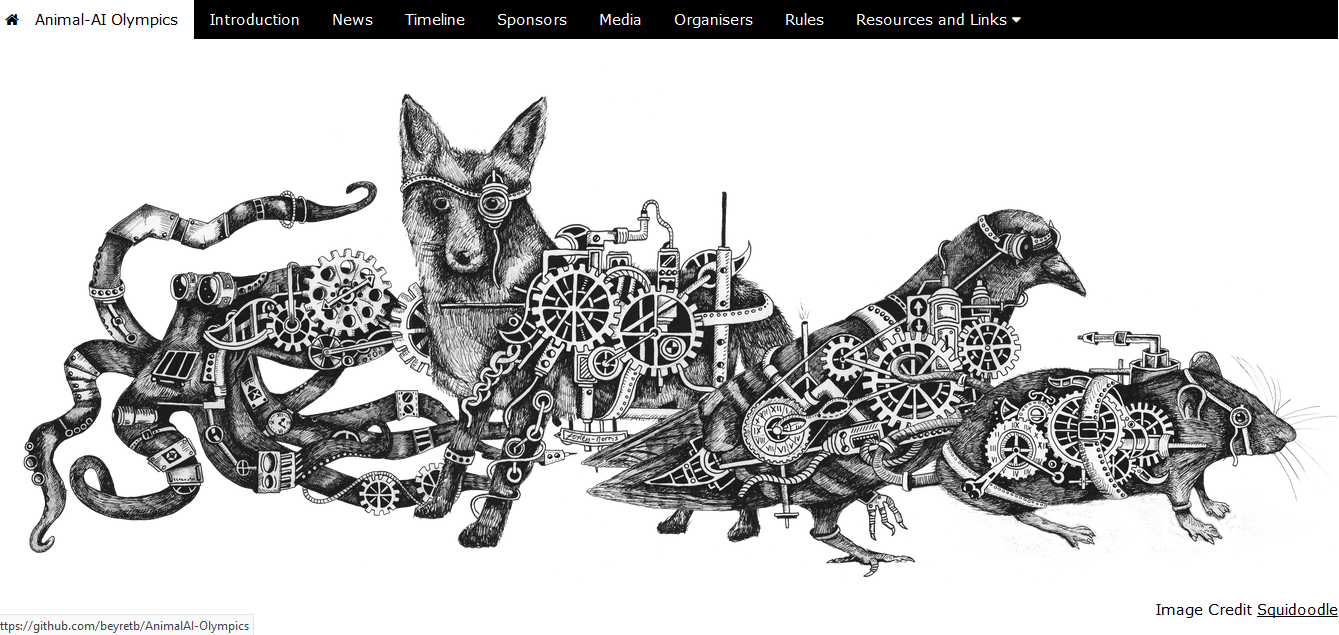 Animal-AI Olympics Introduction News Timeline Sponsors Media Organisers Rules Resources and Links
Image Credit Squidoodle
ttps://github.com/beyretb/AnimalAI-Olympics